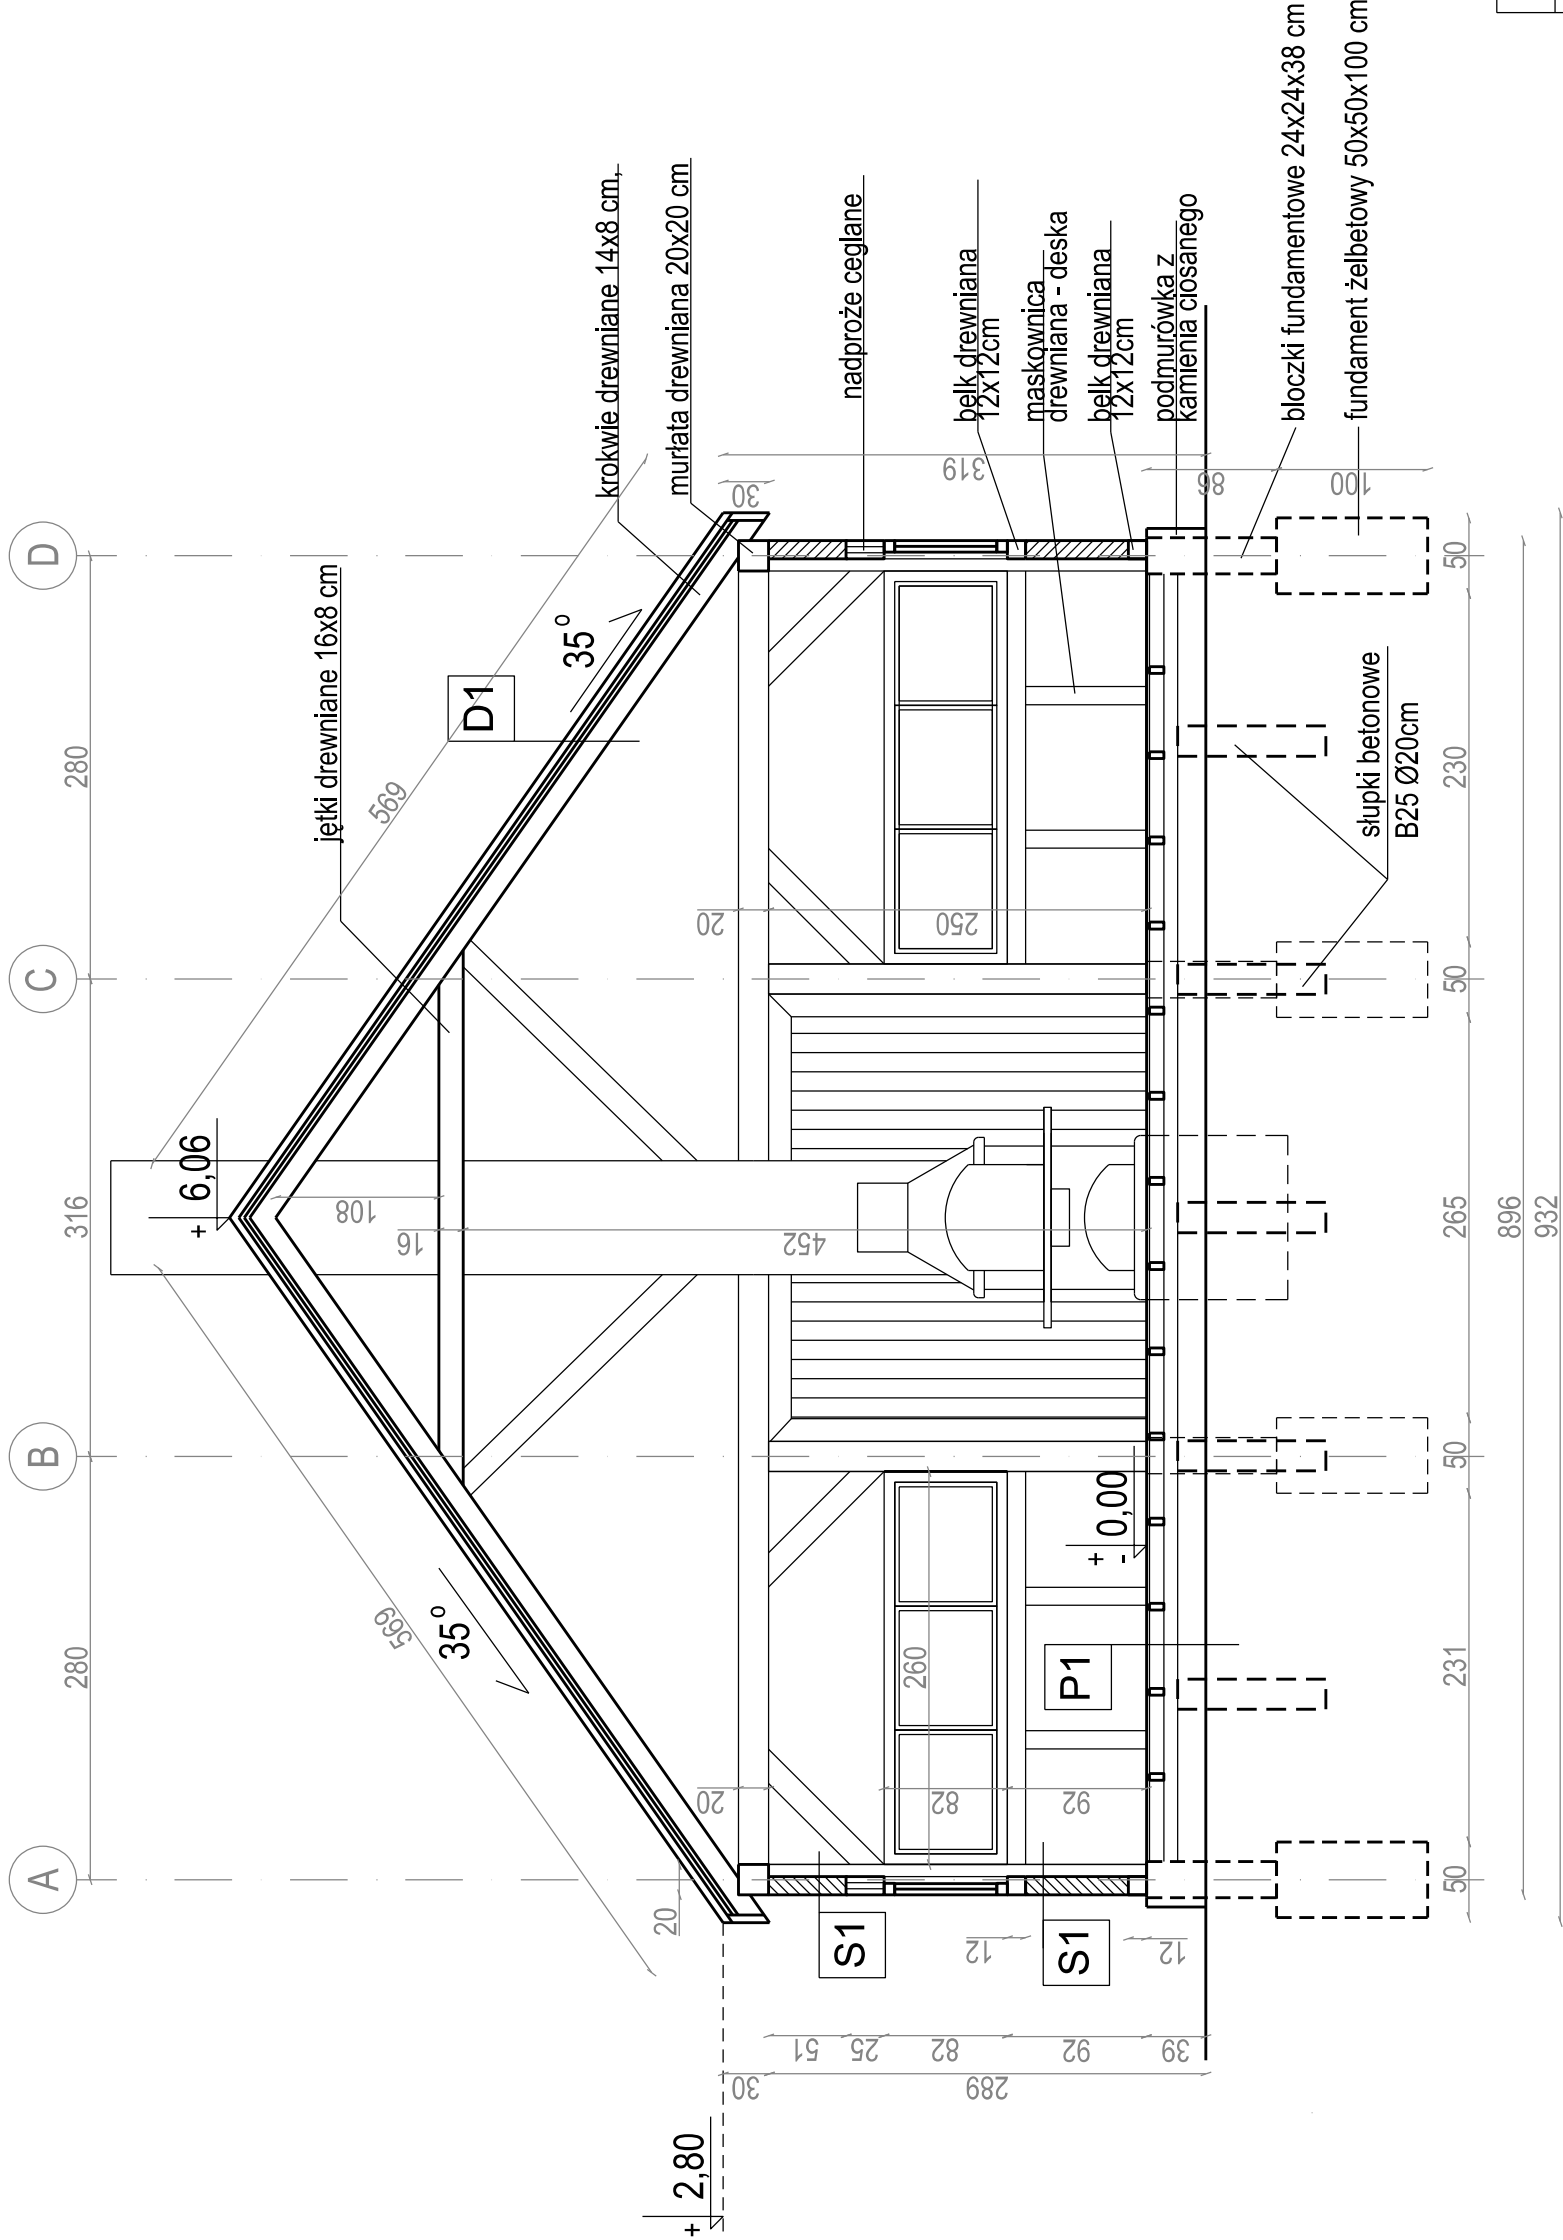 A
B
C
D
280
316
280
569
569
jętki drewniane 16x8 cm
krokwie drewniane 14x8 cm,
murłata drewniana 20x20 cm
nadproże ceglane
belk drewniana
12x12cm
maskownica
drewniana - deska
belk drewniana
12x12cm
podmurówka z
kamienia ciosanego
bloczki fundamentowe 24x24x38 cm
fundament żelbetowy 50x50x100 cm
słupki betonowe
B25 Ø20cm
+ 6,06
+ 2,80
+
- 0,00
35°
35°
D1
S1
S1
P1
108
16
452
20
20
20
250
260
82
92
12
12
30
319
86
100
51
25
82
92
39
30
289
50
231
50
265
50
230
50
896
932